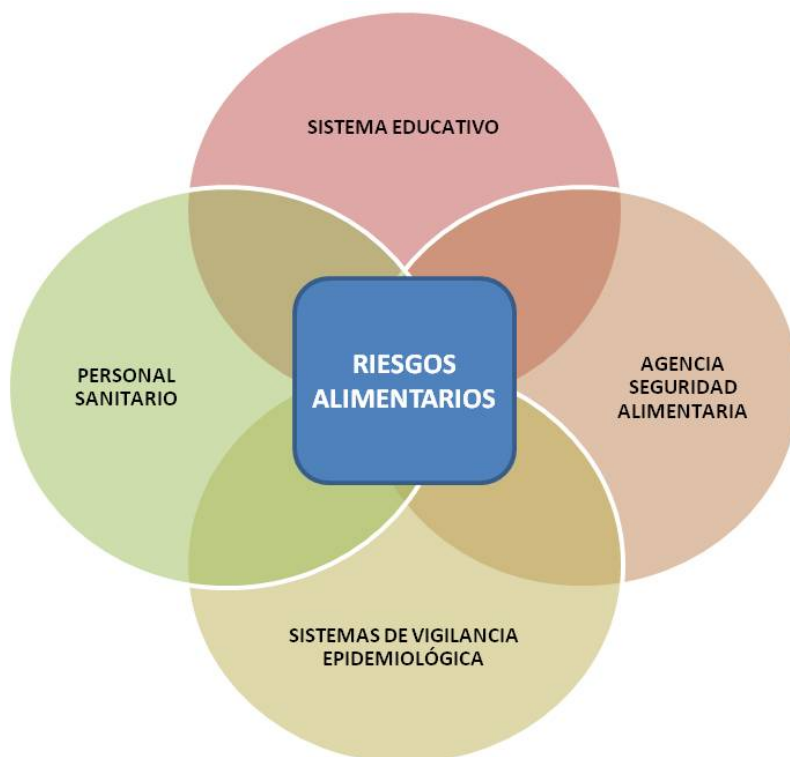 SISTEMA EDUCATIVO
PERSONAL
SANITARIO
RIESGOS
ALIMENTARIOS
AGENCIA
SEGURIDAD
ALIMENTARIA
SISTEMAS DE VIGILANCIA
EPIDEMIOLÓGICA